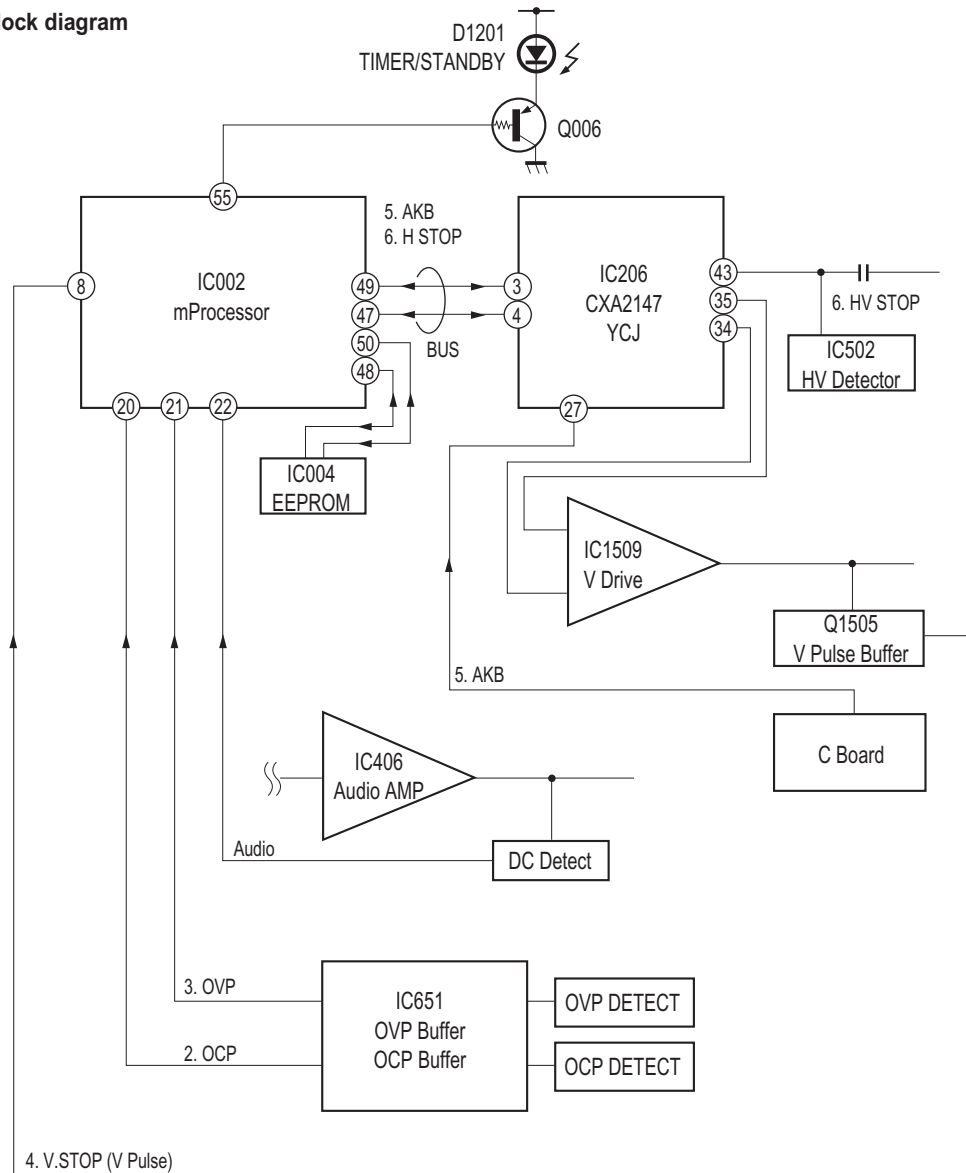 lock diagram
D1201
TIMER/STANDBY
Q006
55
5. AKB
6. H STOP
8
IC002
mProcessor
49
47
50
48
BUS
3
4
IC206
CXA2147
YCJ
43
35
34
6. HV STOP
IC502
HV Detector
20
21
22
27
IC004
EEPROM
IC1509
V Drive
Q1505
V Pulse Buffer
5. AKB
C Board
IC406
Audio AMP
Audio
DC Detect
3. OVP
2. OCP
IC651
OVP Buffer
OCP Buffer
OVP DETECT
OCP DETECT
4. V.STOP (V Pulse)